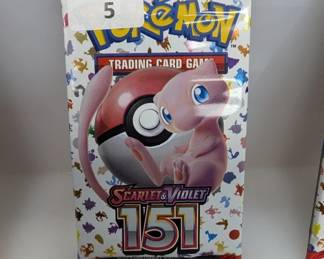 5
POKÉMON
TRADING CARD GAME
SCARLET & VIOLET
151